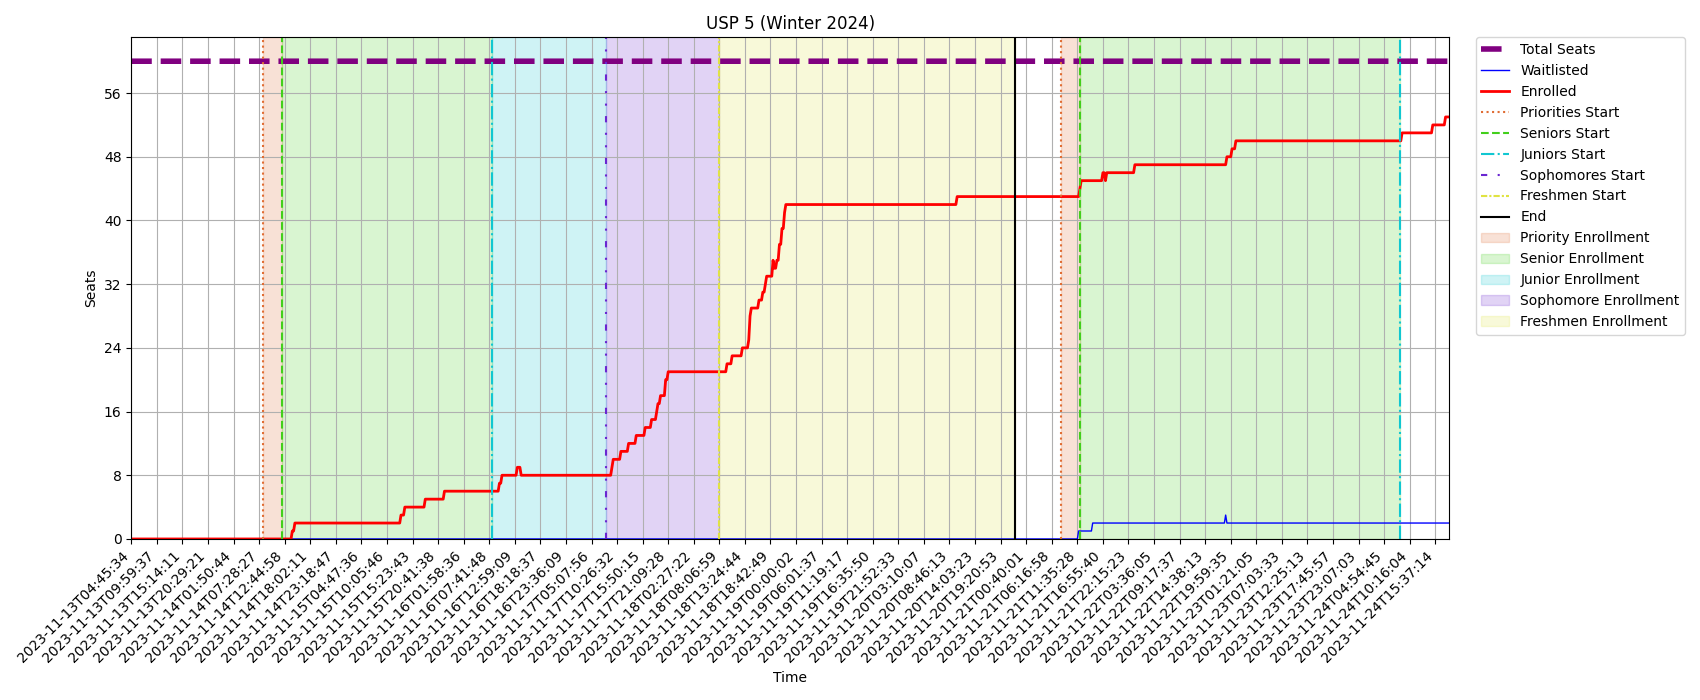 USP 5 (Winter 2024)
Seats
56
48
40
32
24
16
8
0
2023-11-13T04:45:34
2023-11-13T09:59:37
2023-11-13T15:14:11
2023-11-13T20:29:21
2023-11-14T01:50:44
2023-11-14T07:28:27
2023-11-14T12:44:58
2023-11-14T18:02:11
2023-11-14T23:18:47
2023-11-15T04:47:36
2023-11-15T10:05:46
2023-11-15T15:23:43
2023-11-15T20:41:38
2023-11-16T01:58:36
2023-11-16T07:41:48
2023-11-16T12:59:09
2023-11-16T18:18:37
2023-11-16T23:36:09
2023-11-17T05:07:56
2023-11-17T10:26:32
2023-11-17T15:50:15
2023-11-17T21:09:28
2023-11-18T02:27:22
2023-11-18T08:06:59
2023-11-18T13:24:44
2023-11-18T18:42:49
2023-11-19T00:00:02
2023-11-19T06:01:37
2023-11-19T11:19:17
2023-11-19T16:35:50
2023-11-19T21:52:33
2023-11-20T03:10:07
2023-11-20T08:46:13
2023-11-20T14:03:23
2023-11-20T19:20:53
2023-11-21T00:40:01
2023-11-21T06:16:58
2023-11-21T11:35:28
2023-11-21T16:55:40
2023-11-21T22:15:23
2023-11-22T03:36:05
2023-11-22T09:17:37
2023-11-22T14:38:13
2023-11-22T19:59:35
2023-11-23T01:21:05
2023-11-23T07:03:33
2023-11-23T12:25:13
2023-11-23T17:45:57
2023-11-23T23:07:03
2023-11-24T04:54:45
2023-11-24T10:16:04
2023-11-24T15:37:14
Time
Total Seats
Waitlisted
Enrolled
Priorities Start
Seniors Start
Juniors Start
Sophomores Start
Freshmen Start
End
Priority Enrollment
Senior Enrollment
Junior Enrollment
Sophomore Enrollment
Freshmen Enrollment